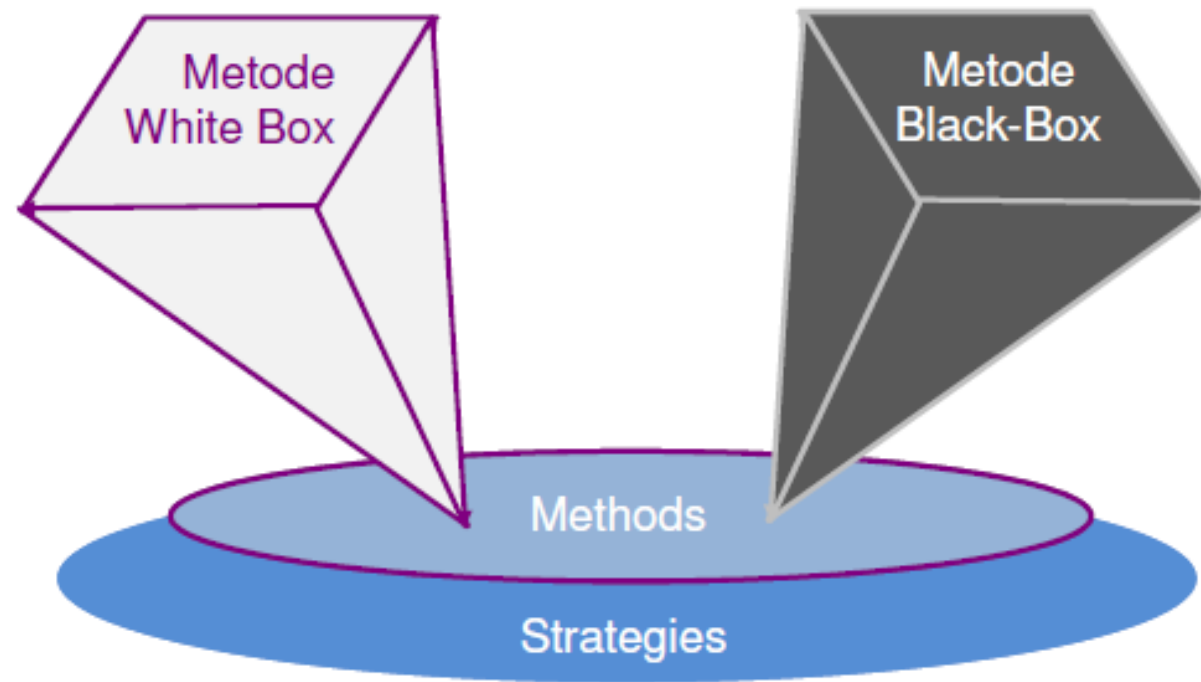 Metode
White Box
Metode
Black-Box
Methods
Strategies